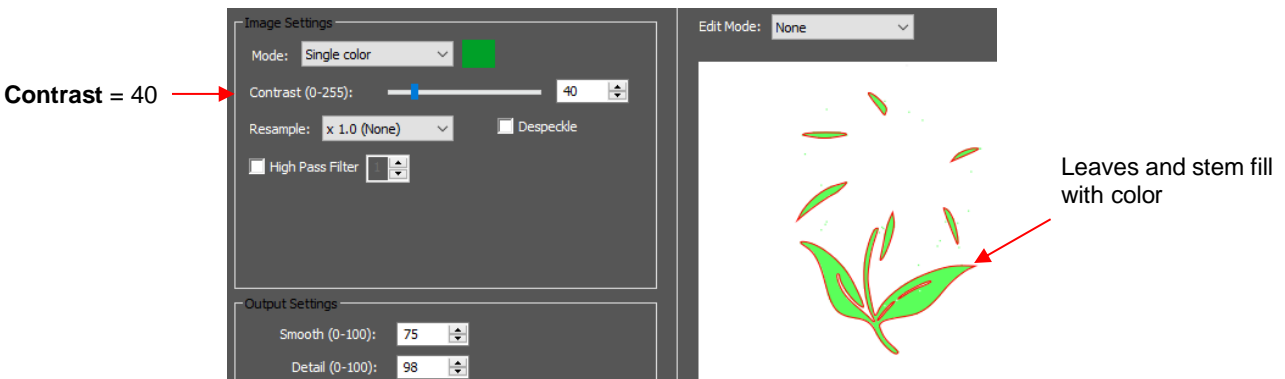 Image Settings
Mode: Single color
Contrast (0-255): 40
Resample: x 1.0 (None) Despeckle
High Pass Filter 1
Output Settings
Smooth (0-100): 75
Detail (0-100): 98
Edit Mode: None
Contrast = 40
Leaves and stem fill
with color